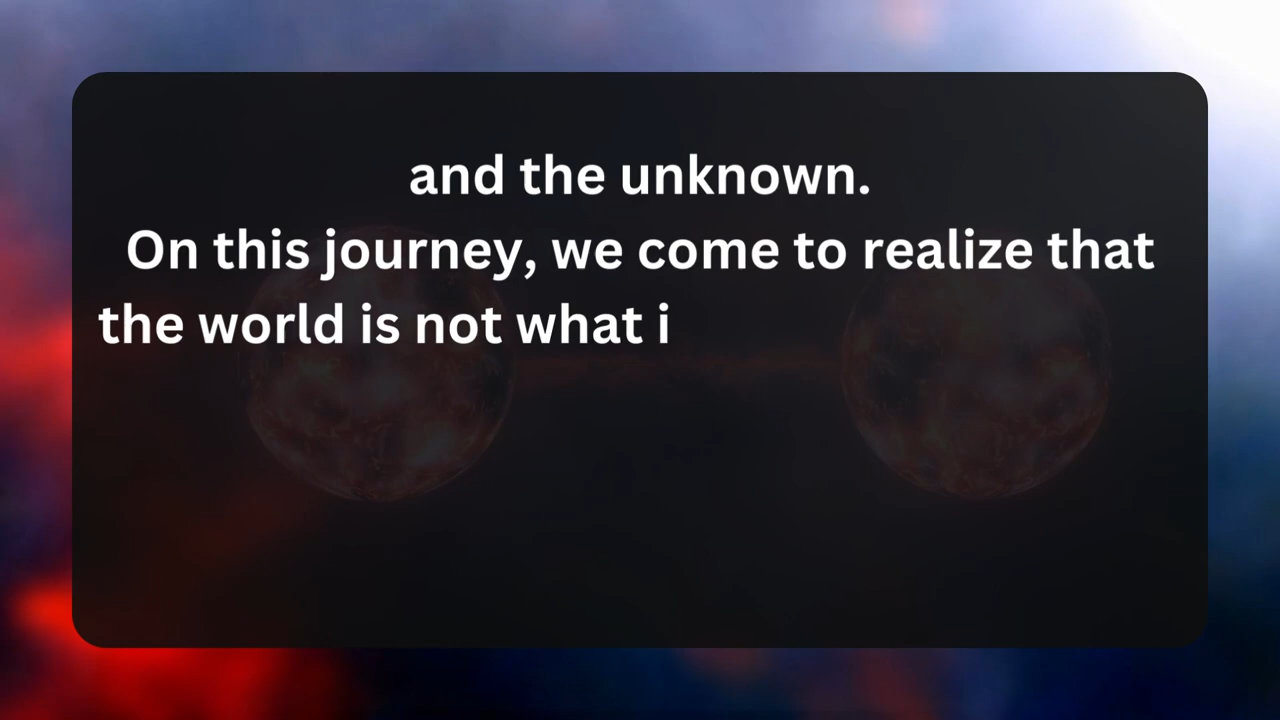 and the unknown.
On this journey, we come to realize that
the world is not what i